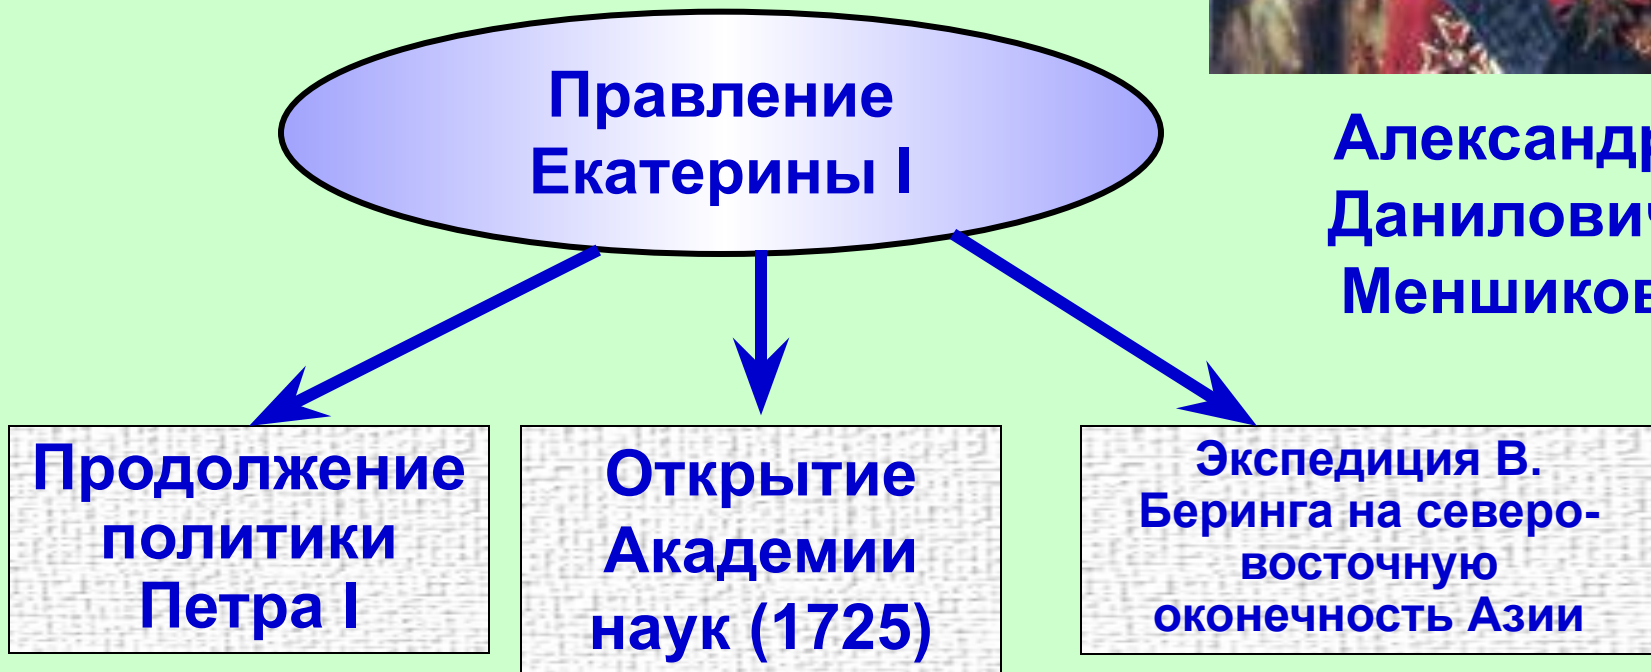 Правление
Екатерины I
Александр
Данилович
Меншиков
Продолжение
политики
Петра I
Открытие
Академии
наук (1725)
Экспедиция В.
Беринга на северо-
восточную
оконечность Азии